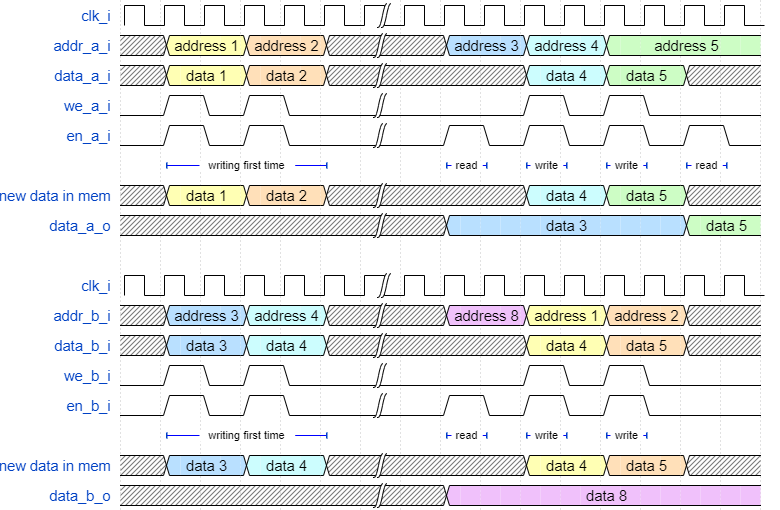 clk_i
addr_a_i address 1 address 2 address 3 address 4 address 5
data_a_i data 1 data 2 data 4 data 5
we_a_i
en_a_i
writing first time read write write read
new data in mem data 1 data 2 data 4 data 5
data_a_o data 3 data 5
clk_i
addr_b_i address 3 address 4 address 8 address 1 address 2
data_b_i data 3 data 4 data 4 data 5
we_b_i
en_b_i
writing first time read write write
new data in mem data 3 data 4 data 4 data 5
data_b_o data 8